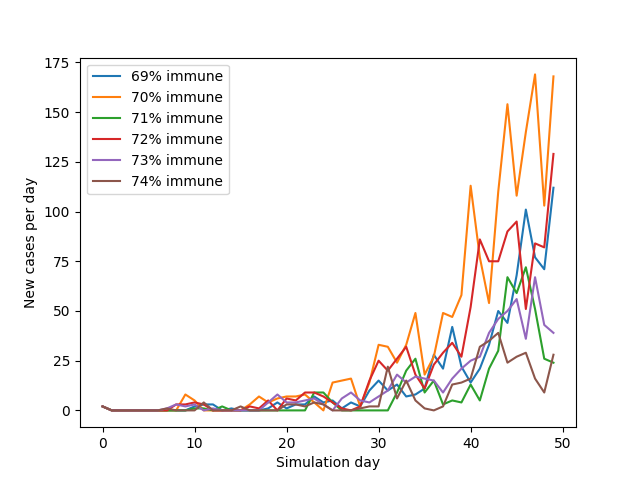 175
150
125
100
75
50
25
0
New cases per day
69% immune
70% immune
71% immune
72% immune
73% immune
74% immune
0 10 20 30 40 50
Simulation day